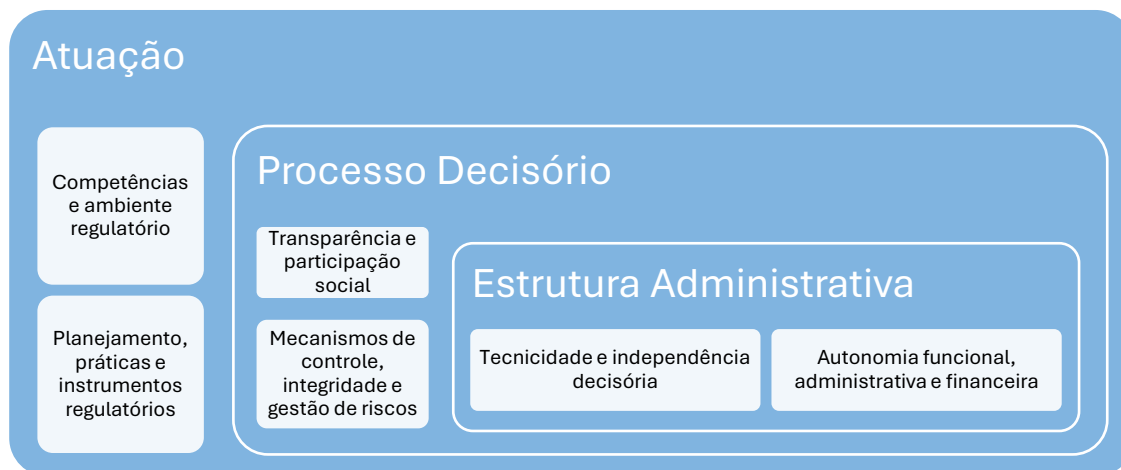 Atuação
Competências
e ambiente
regulatório
Planejamento,
práticas e
instrumentos
regulatórios
Processo Decisório
Transparência e
participação
social
Mecanismos de
controle,
integridade e
gestão de riscos
Estrutura Administrativa
Tecnicidade e independência
decisória
Autonomia funcional,
administrativa e financeira